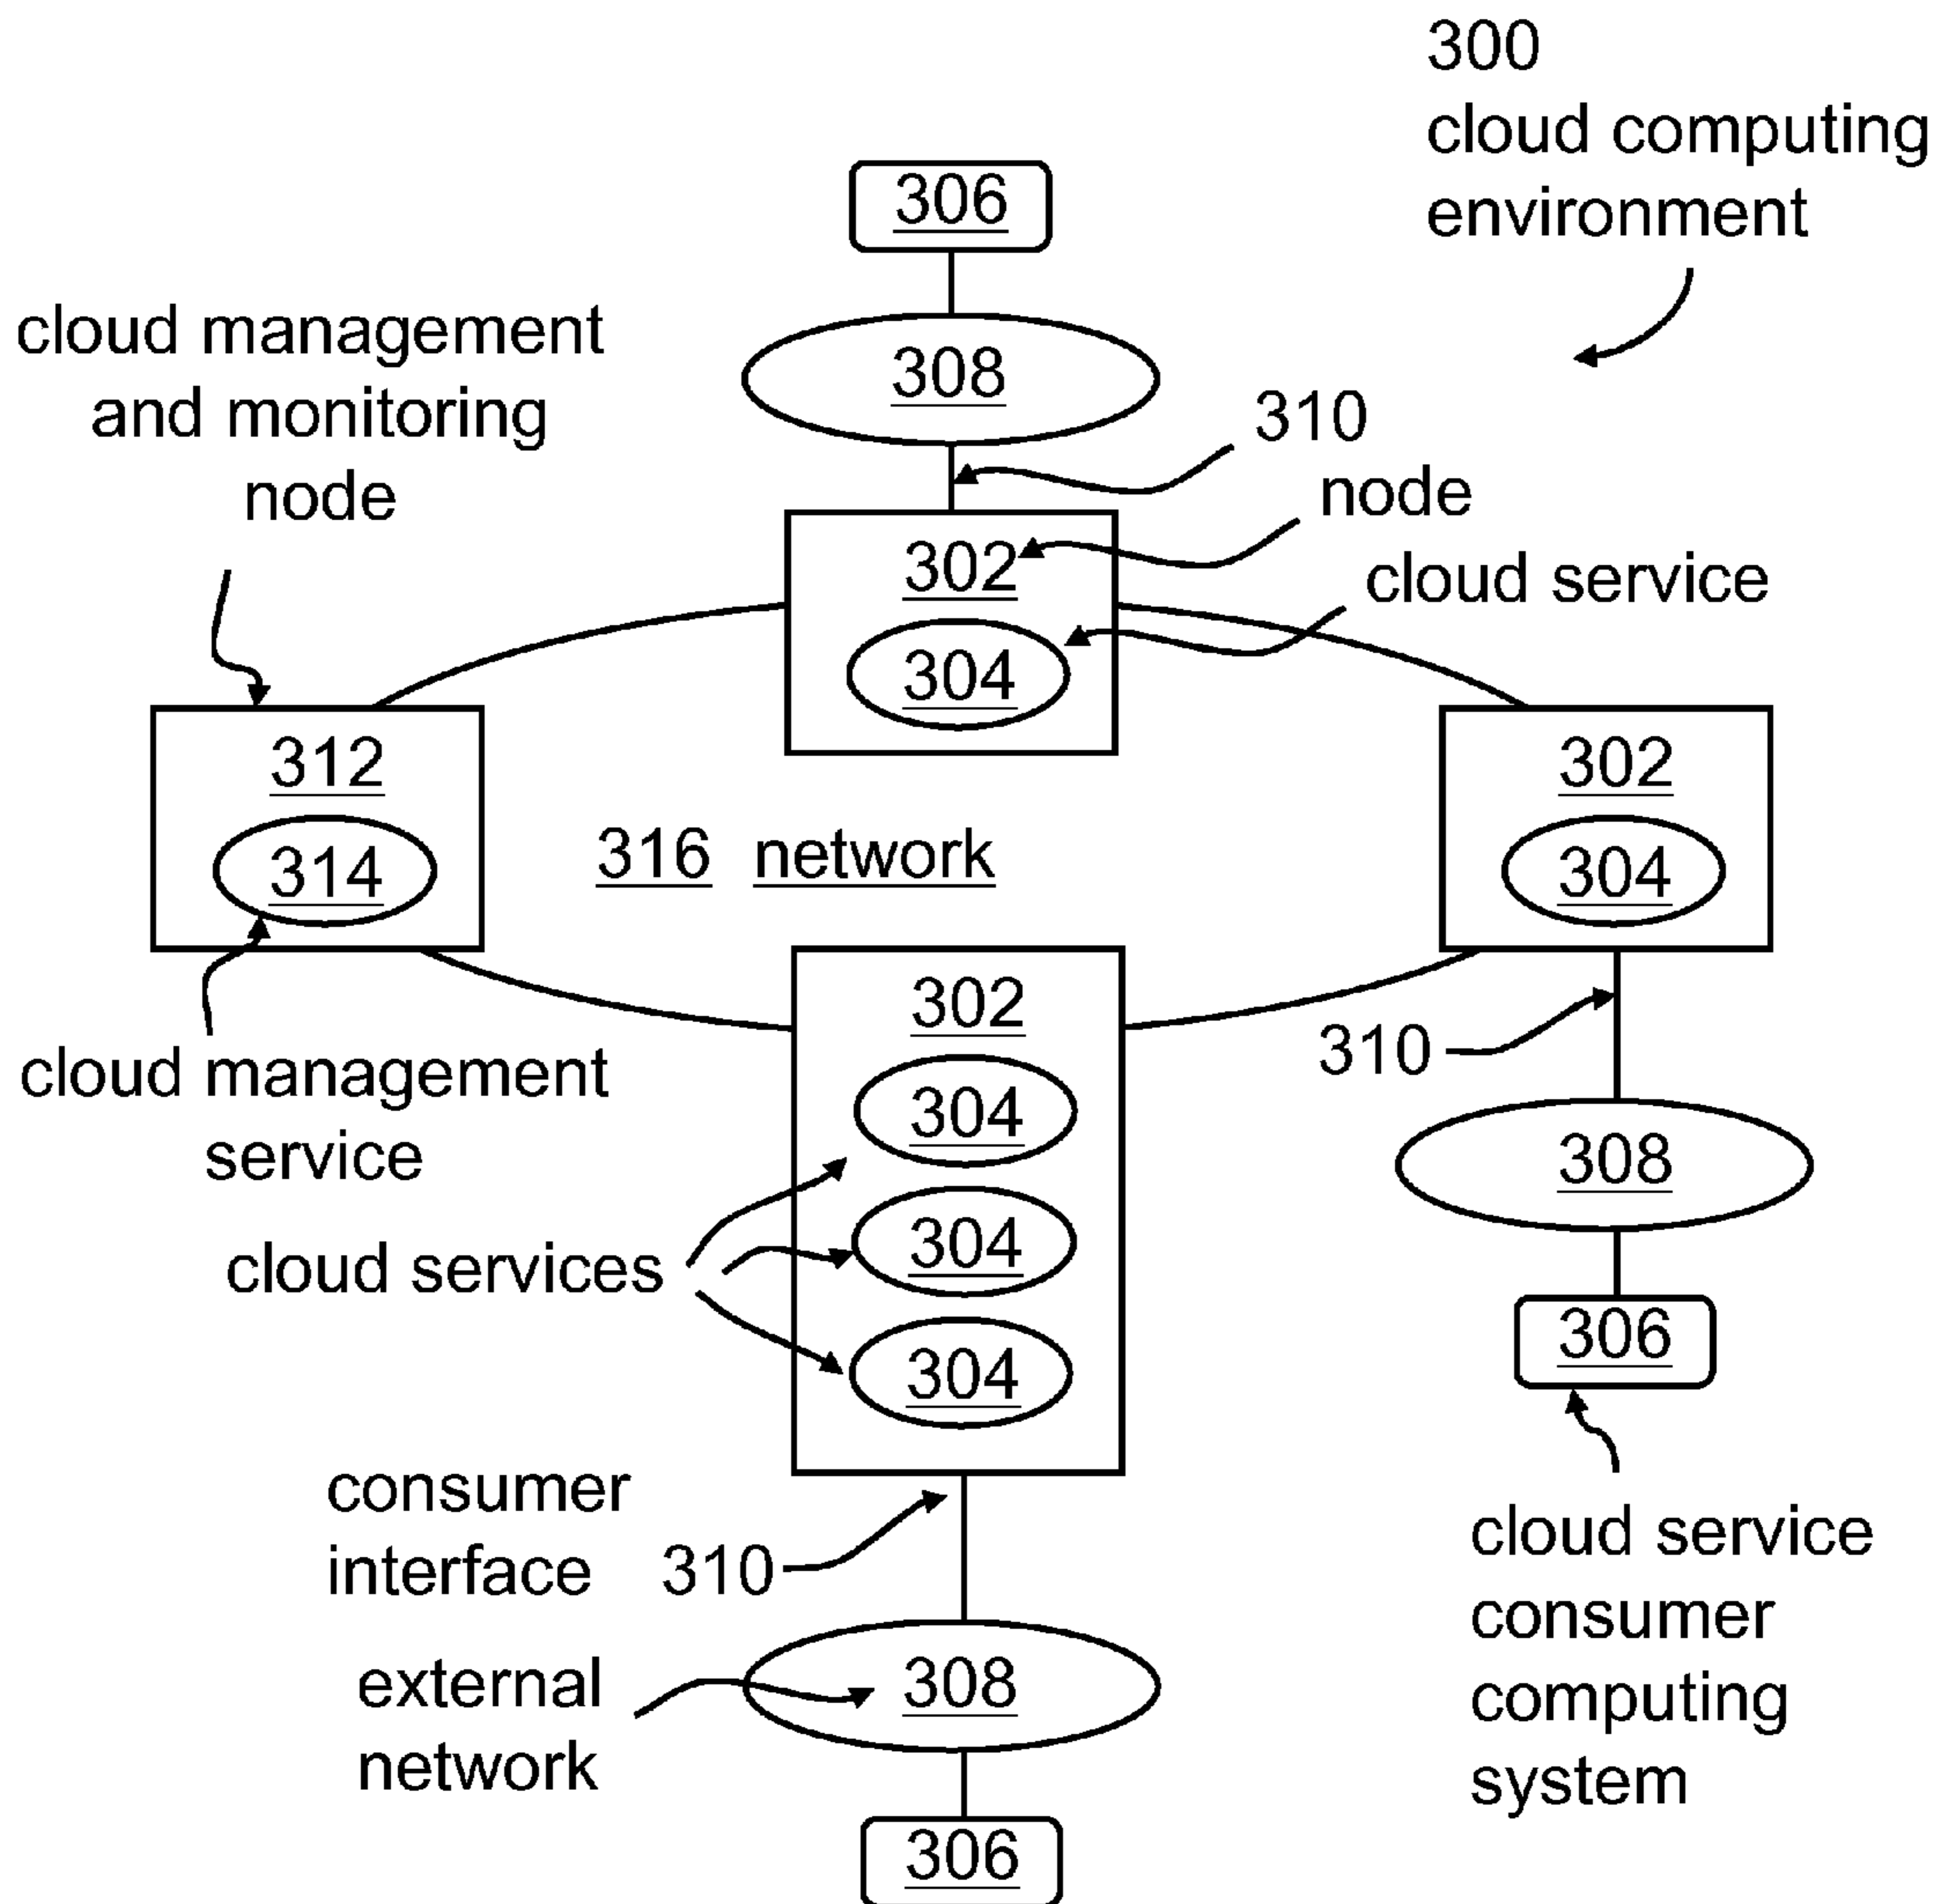 300
cloud computing
environment
306
cloud management
and monitoring
node
308
310
node
302
cloud service
304
312
314
316 network
302
304
cloud management
service
302
304
304
304
cloud services
310
308
306
consumer
interface
310
external
network
308
306
cloud service
consumer
computing
system